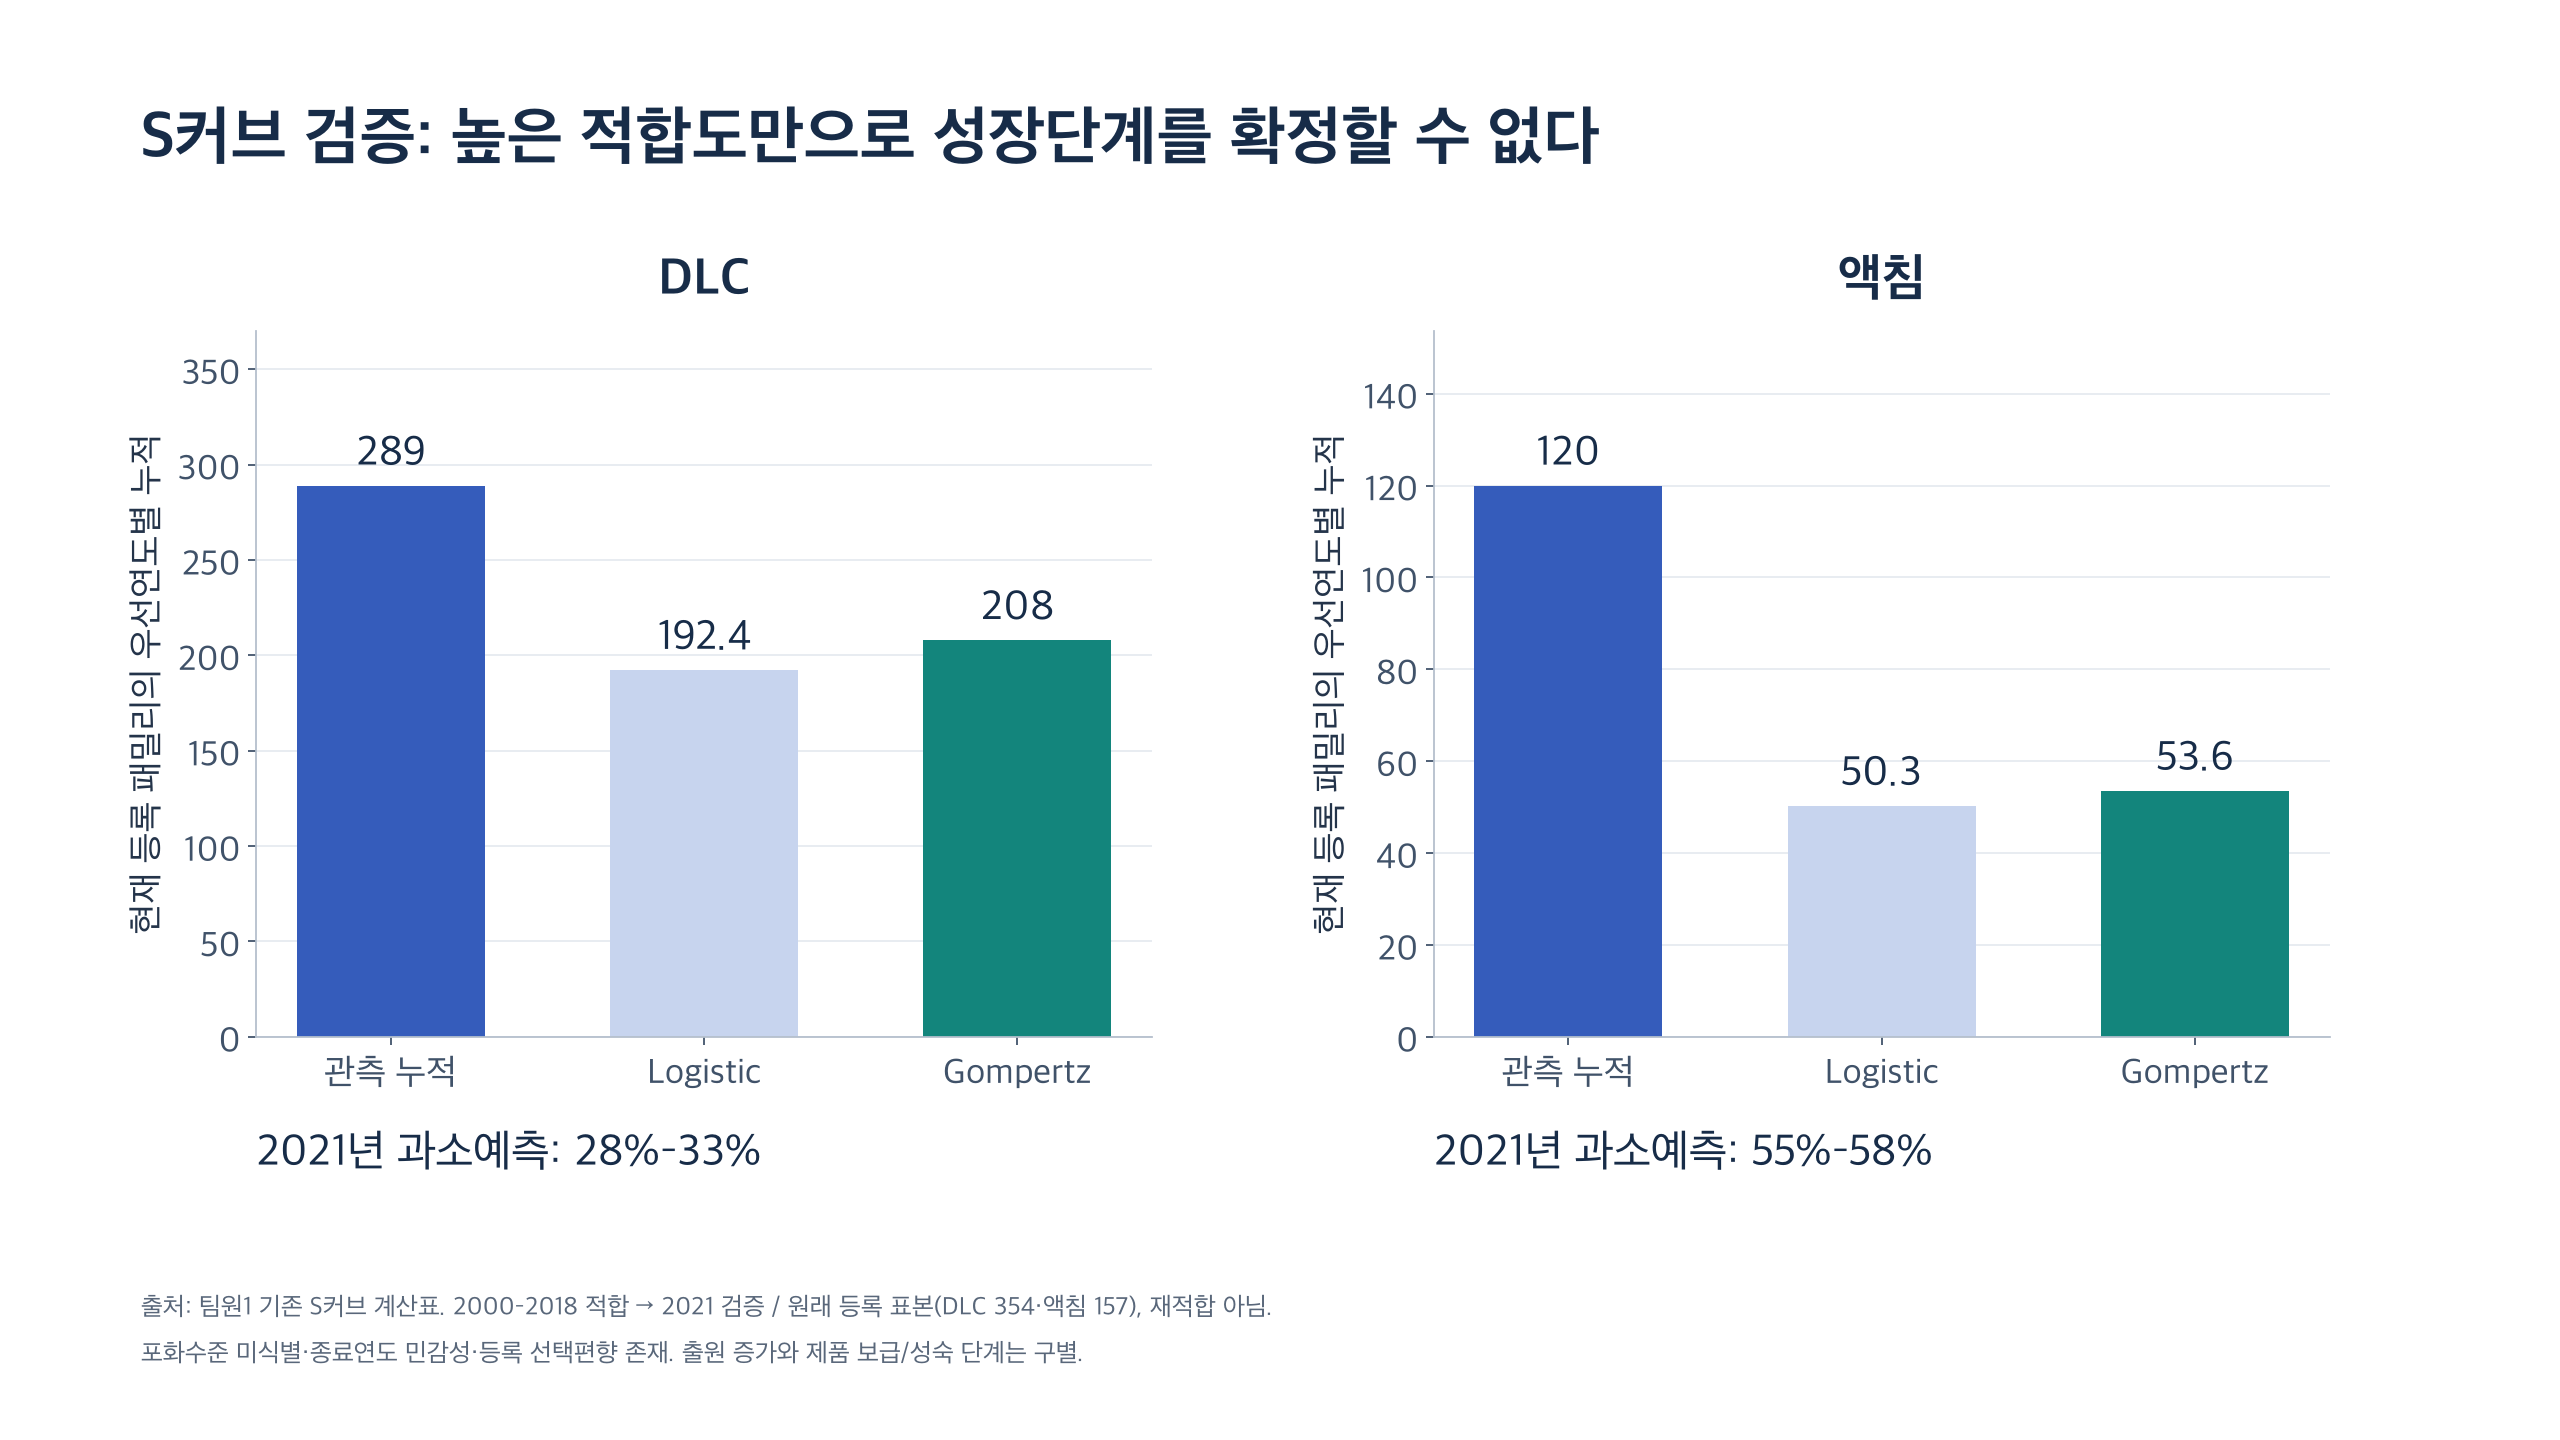 S커브 검증: 높은 적합도만으로 성장단계를 확정할 수 없다
DLC
현재 등록 패밀리의 우선연도별 누적
350
300
250
200
150
100
50
0
289
192.4
208
관측 누적
Logistic
Gompertz
2021년 과소예측: 28%-33%
액침
현재 등록 패밀리의 우선연도별 누적
140
120
100
80
60
40
20
0
120
50.3
53.6
관측 누적
Logistic
Gompertz
2021년 과소예측: 55%-58%
출처: 팀원1 기존 S커브 계산표. 2000-2018 적합 → 2021 검증 / 원래 등록 표본(DLC 354·액침 157), 재적합 아님.
포화수준 미식별·종료연도 민감성·등록 선택편향 존재. 출원 증가와 제품 보급/성숙 단계는 구별.